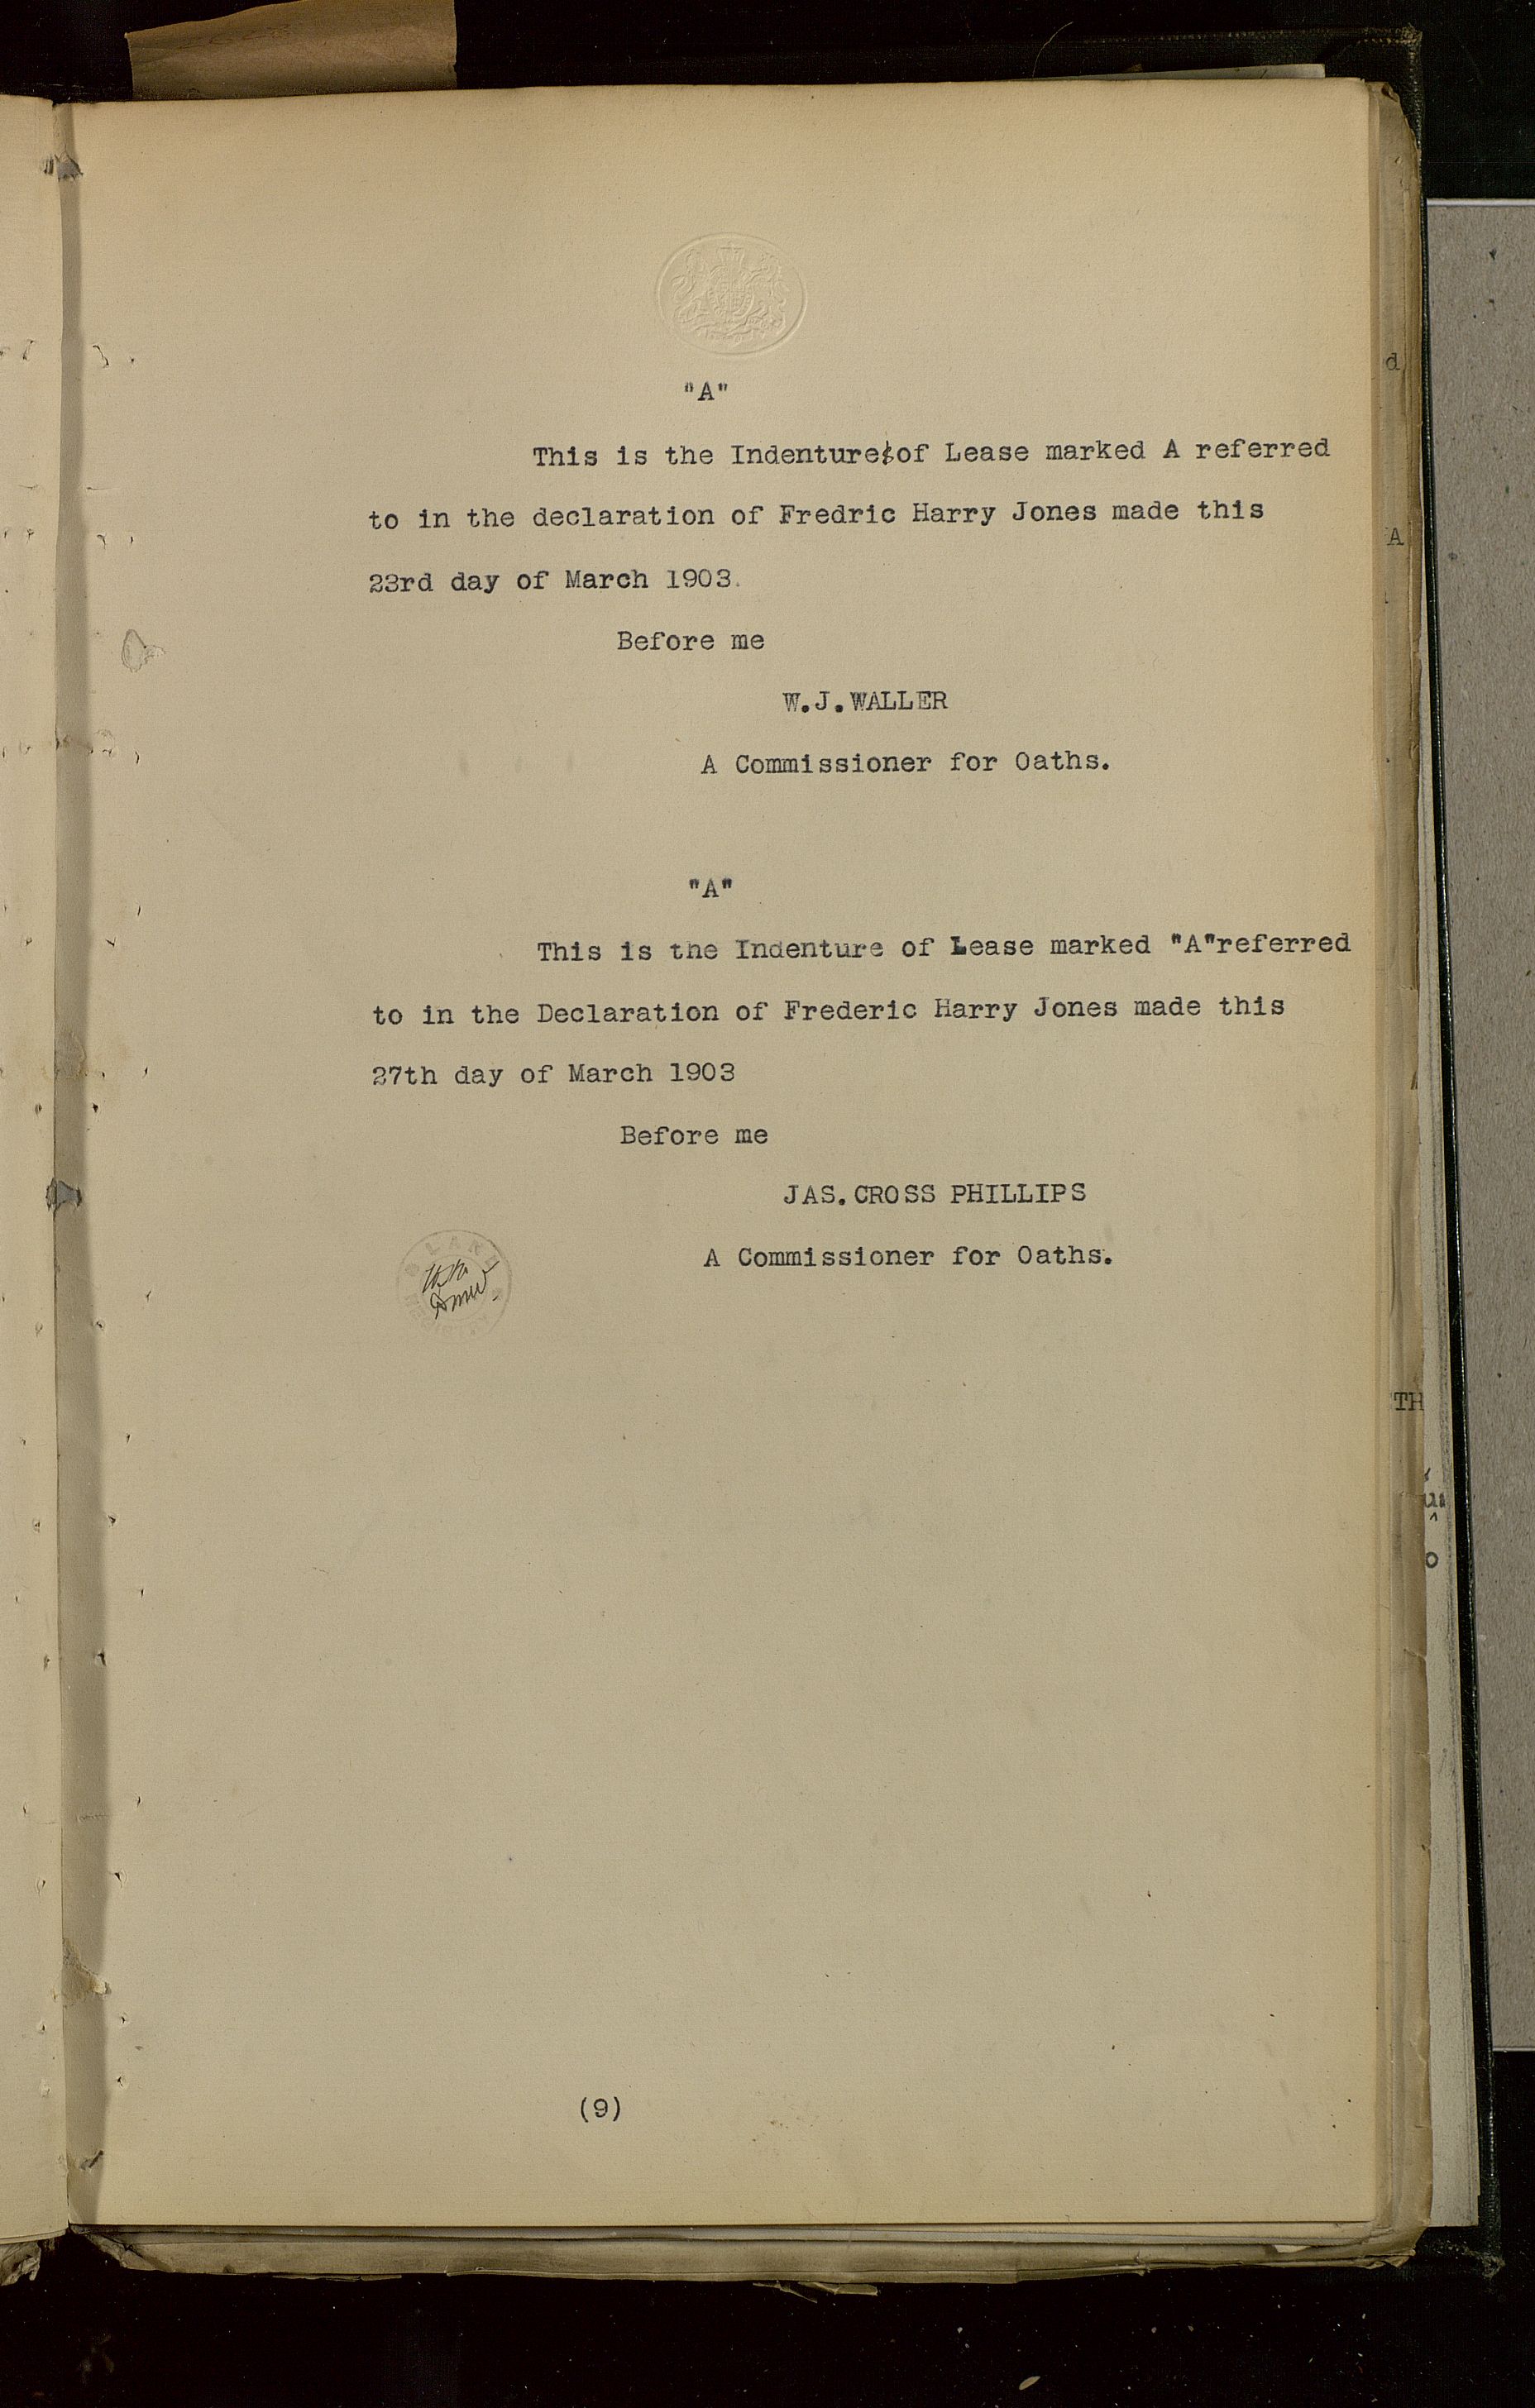 "A"
This is the Indenture of Lease marked A referred
to in the declaration of Fredric Harry Jones made this
23rd day of March 1903.
Before me
W.J.WALLER
A Commissioner for Oaths.
"A"
This is the Indenture of Lease marked "A"referred
to in the Declaration of Frederic Harry Jones made this
27th day of March 1903
Before me
JAS.CROSS PHILLIPS
A Commissioner for Oaths.
(9)
d
A
TH